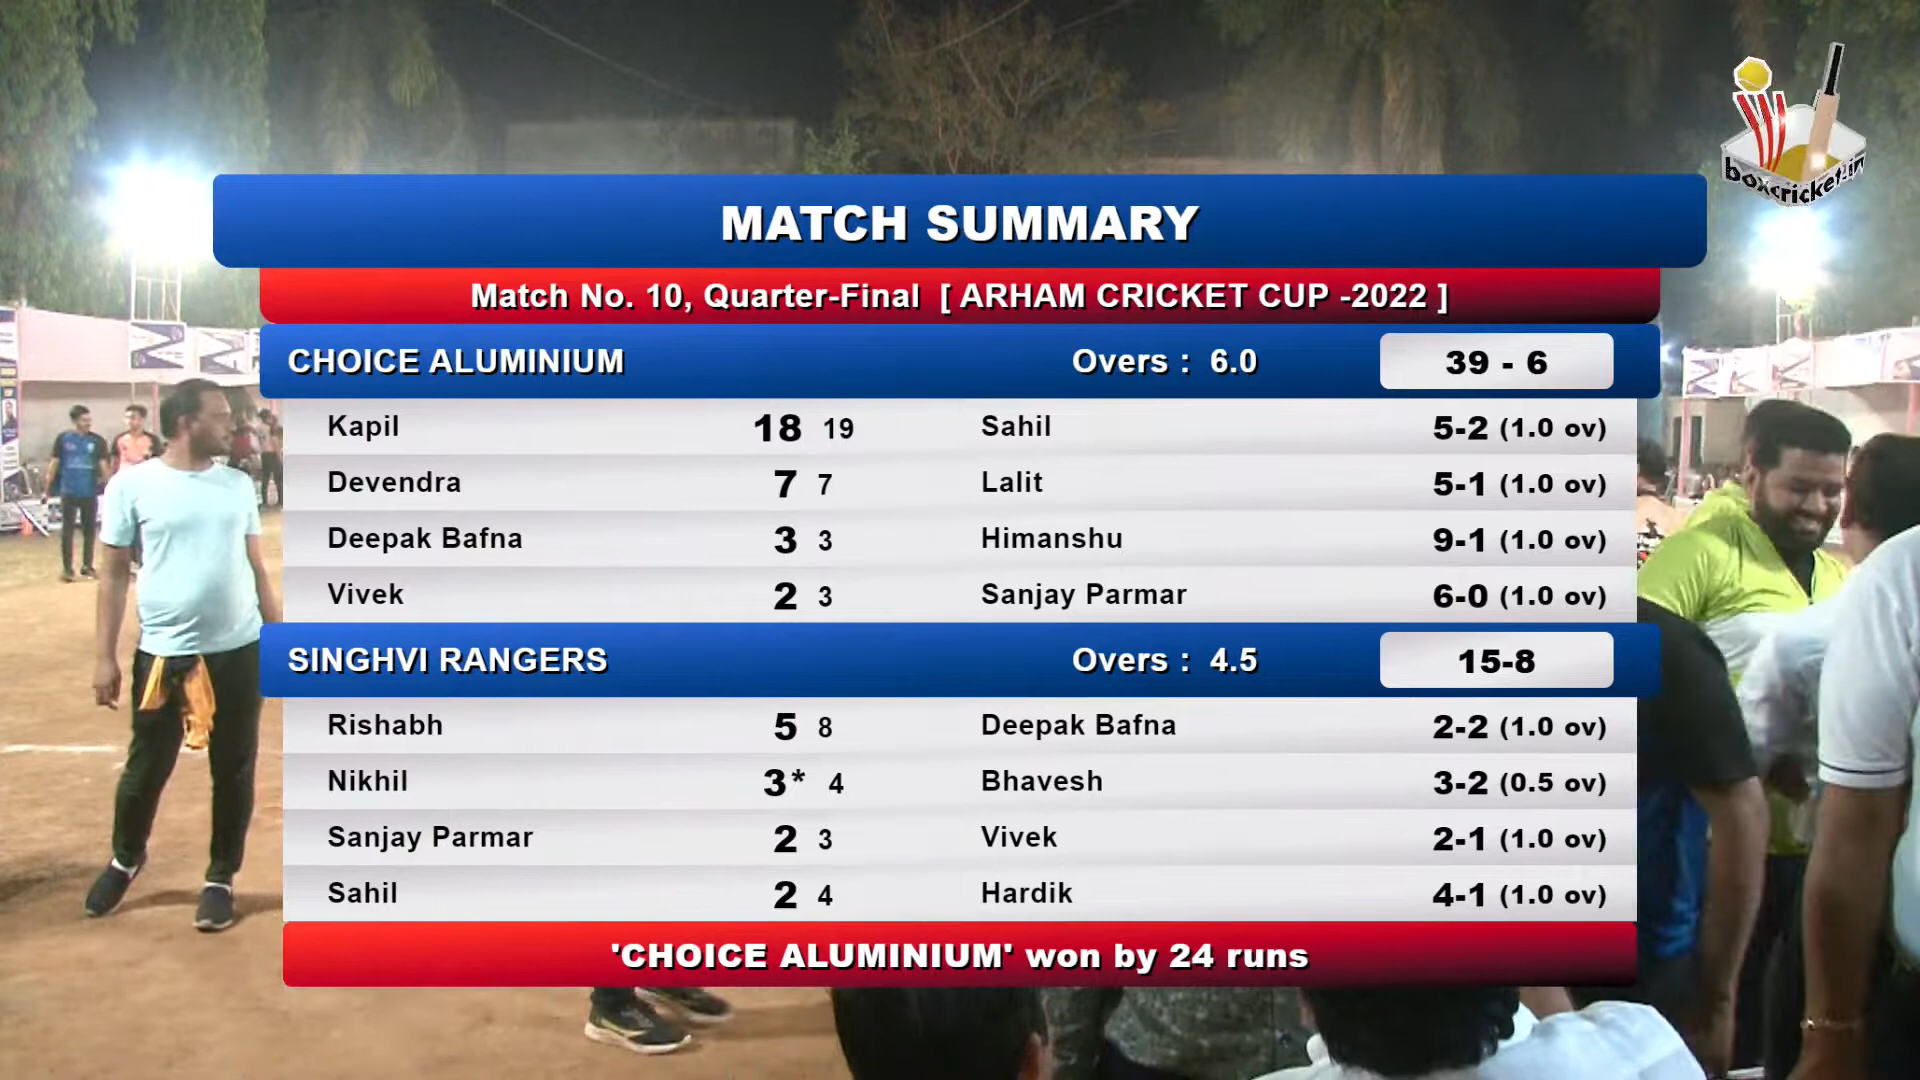 boxcricket.in
MATCH SUMMARY
Match No. 10, Quarter-Final [ ARHAM CRICKET CUP -2022 ]
CHOICE ALUMINIUM Overs : 6.0 39 - 6
Kapil 18 19 Sahil 5-2 (1.0 ov)
Devendra 7 7 Lalit 5-1 (1.0 ov)
Deepak Bafna 3 3 Himanshu 9-1 (1.0 ov)
Vivek 2 3 Sanjay Parmar 6-0 (1.0 ov)
SINGHVI RANGERS Overs : 4.5 15-8
Rishabh 5 8 Deepak Bafna 2-2 (1.0 ov)
Nikhil 3* 4 Bhavesh 3-2 (0.5 ov)
Sanjay Parmar 2 3 Vivek 2-1 (1.0 ov)
Sahil 2 4 Hardik 4-1 (1.0 ov)
'CHOICE ALUMINIUM' won by 24 runs